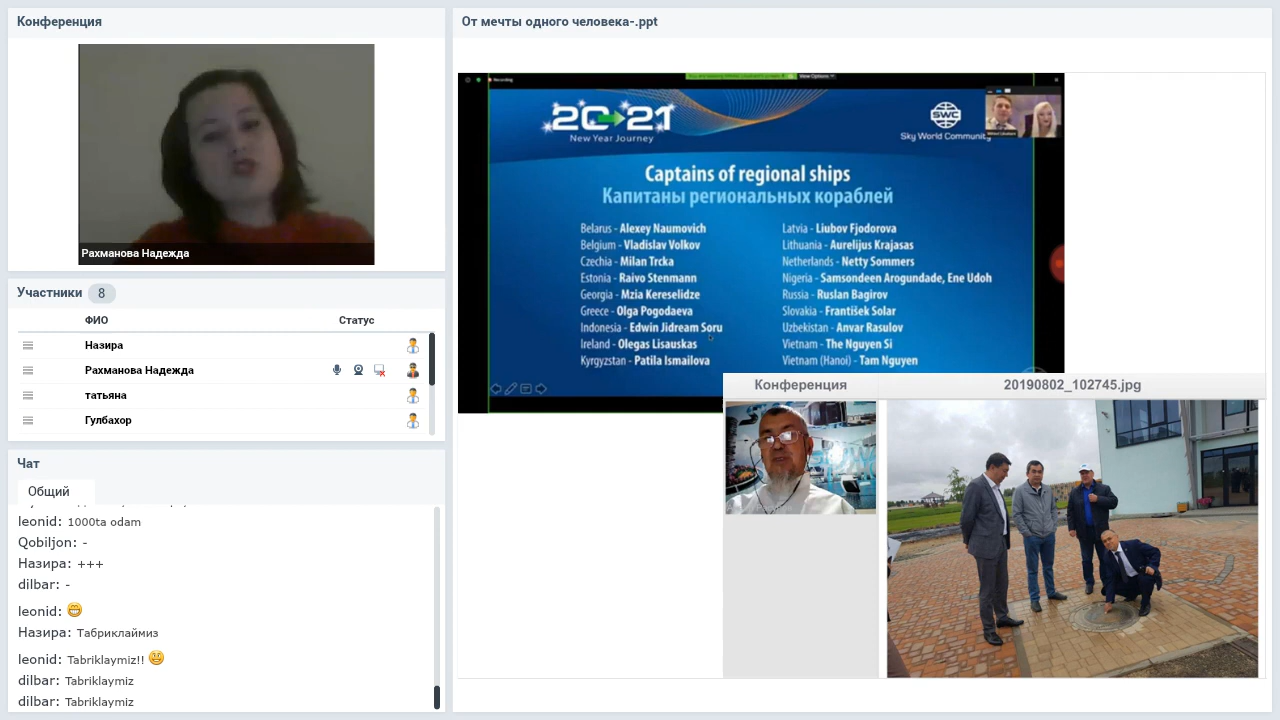 Конференция
Рахманова Надежда
Участники 8
ФИО Статус
Назира
Рахманова Надежда
татьяна
Гулбахор
Чат
Общий
leonid: 1000ta odam
Qobiljon: -
Назира: +++
dilbar: -
leonid:
Назира: Табриклаймиз
leonid: Tabriklaymiz!!
dilbar: Tabriklaymiz
dilbar: Tabriklaymiz
От мечты одного человека-.ppt
Recording
View Options
2021
New Year Journey
SWC
Sky World Community
Captains of regional ships
Капитаны региональных кораблей
Belarus - Alexey Naumovich
Belgium - Vladislav Volkov
Czechia - Milan Trcka
Estonia - Raivo Stenmann
Georgia - Mzia Kereselidze
Greece - Olga Pogodaeva
Indonesia - Edwin Jidream Soru
Ireland - Olegas Lisauskas
Kyrgyzstan - Patila Ismailova
Latvia - Liubov Fjodorova
Lithuania - Aurelijus Krajasas
Netherlands - Netty Sommers
Nigeria - Samsondeen Arogundade, Ene Udoh
Russia - Ruslan Bagirov
Slovakia - František Solar
Uzbekistan - Anvar Rasulov
Vietnam - The Nguyen Si
Vietnam (Hanoi) - Tam Nguyen
Конференция
20190802_102745.jpg